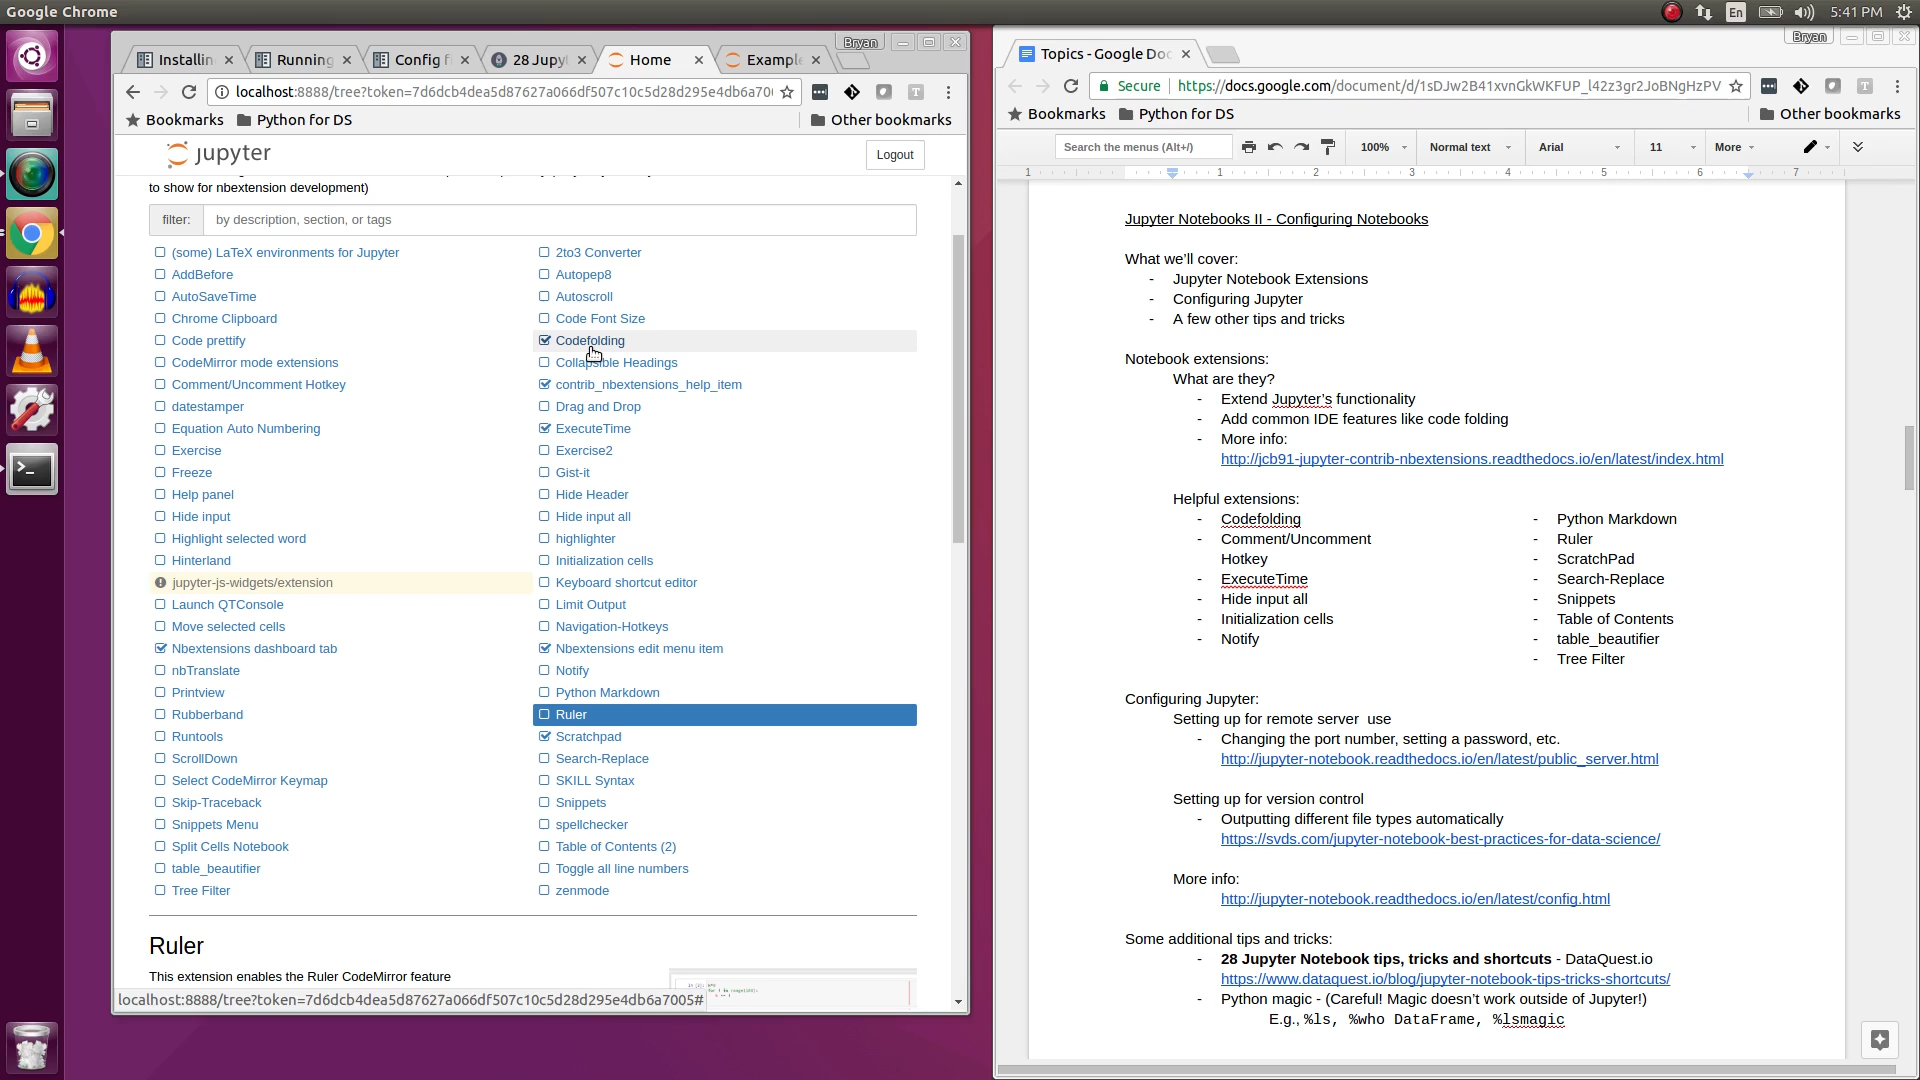 Google Chrome
En
5:41 PM
Bryan
Installin
Running
Config f
28 Jupy
Home
Example
localhost:8888/tree?token=7d6dcb4dea5d87627a066df507c10c5d28d295e4db6a70
Bookmarks
Python for DS
Other bookmarks
jupyter
Logout
to show for nbextension development)
filter:
by description, section, or tags
(some) LaTeX environments for Jupyter
2to3 Converter
AddBefore
Autopep8
AutoSaveTime
Autoscroll
Chrome Clipboard
Code Font Size
Code prettify
Codefolding
CodeMirror mode extensions
Collapsible Headings
Comment/Uncomment Hotkey
contrib_nbextensions_help_item
datestamper
Drag and Drop
Equation Auto Numbering
ExecuteTime
Exercise
Exercise2
Freeze
Gist-it
Help panel
Hide Header
Hide input
Hide input all
Highlight selected word
highlighter
Hinterland
Initialization cells
jupyter-js-widgets/extension
Keyboard shortcut editor
Launch QTConsole
Limit Output
Move selected cells
Navigation-Hotkeys
Nbextensions dashboard tab
Nbextensions edit menu item
nbTranslate
Notify
Printview
Python Markdown
Rubberband
Ruler
Runtools
Scratchpad
ScrollDown
Search-Replace
Select CodeMirror Keymap
SKILL Syntax
Skip-Traceback
Snippets
Snippets Menu
spellchecker
Split Cells Notebook
Table of Contents (2)
table_beautifier
Toggle all line numbers
Tree Filter
zenmode
Ruler
This extension enables the Ruler CodeMirror feature
localhost:8888/tree?token=7d6dcb4dea5d87627a066df507c10c5d28d295e4db6a7005#
Bryan
Topics - Google Doc
Secure
https://docs.google.com/document/d/1sDJw2B41xvnGkWKFUP_l42z3gr2JoBNgHzPV
Bookmarks
Python for DS
Other bookmarks
Search the menus (Alt+/)
100%
Normal text
Arial
11
More
1 1 2 3 4 5 6 7
Jupyter Notebooks II - Configuring Notebooks
What we'll cover:
- Jupyter Notebook Extensions
- Configuring Jupyter
- A few other tips and tricks
Notebook extensions:
What are they?
- Extend Jupyter's functionality
- Add common IDE features like code folding
- More info:
http://jcb91-jupyter-contrib-nbextensions.readthedocs.io/en/latest/index.html
Helpful extensions:
- Codefolding
- Comment/Uncomment
Hotkey
- ExecuteTime
- Hide input all
- Initialization cells
- Notify
- Python Markdown
- Ruler
- ScratchPad
- Search-Replace
- Snippets
- Table of Contents
- table_beautifier
- Tree Filter
Configuring Jupyter:
Setting up for remote server  use
- Changing the port number, setting a password, etc.
http://jupyter-notebook.readthedocs.io/en/latest/public_server.html
Setting up for version control
- Outputting different file types automatically
https://svds.com/jupyter-notebook-best-practices-for-data-science/
More info:
http://jupyter-notebook.readthedocs.io/en/latest/config.html
Some additional tips and tricks:
- 28 Jupyter Notebook tips, tricks and shortcuts - DataQuest.io
https://www.dataquest.io/blog/jupyter-notebook-tips-tricks-shortcuts/
- Python magic - (Careful! Magic doesn't work outside of Jupyter!)
E.g., %ls, %who DataFrame, %lsmagic